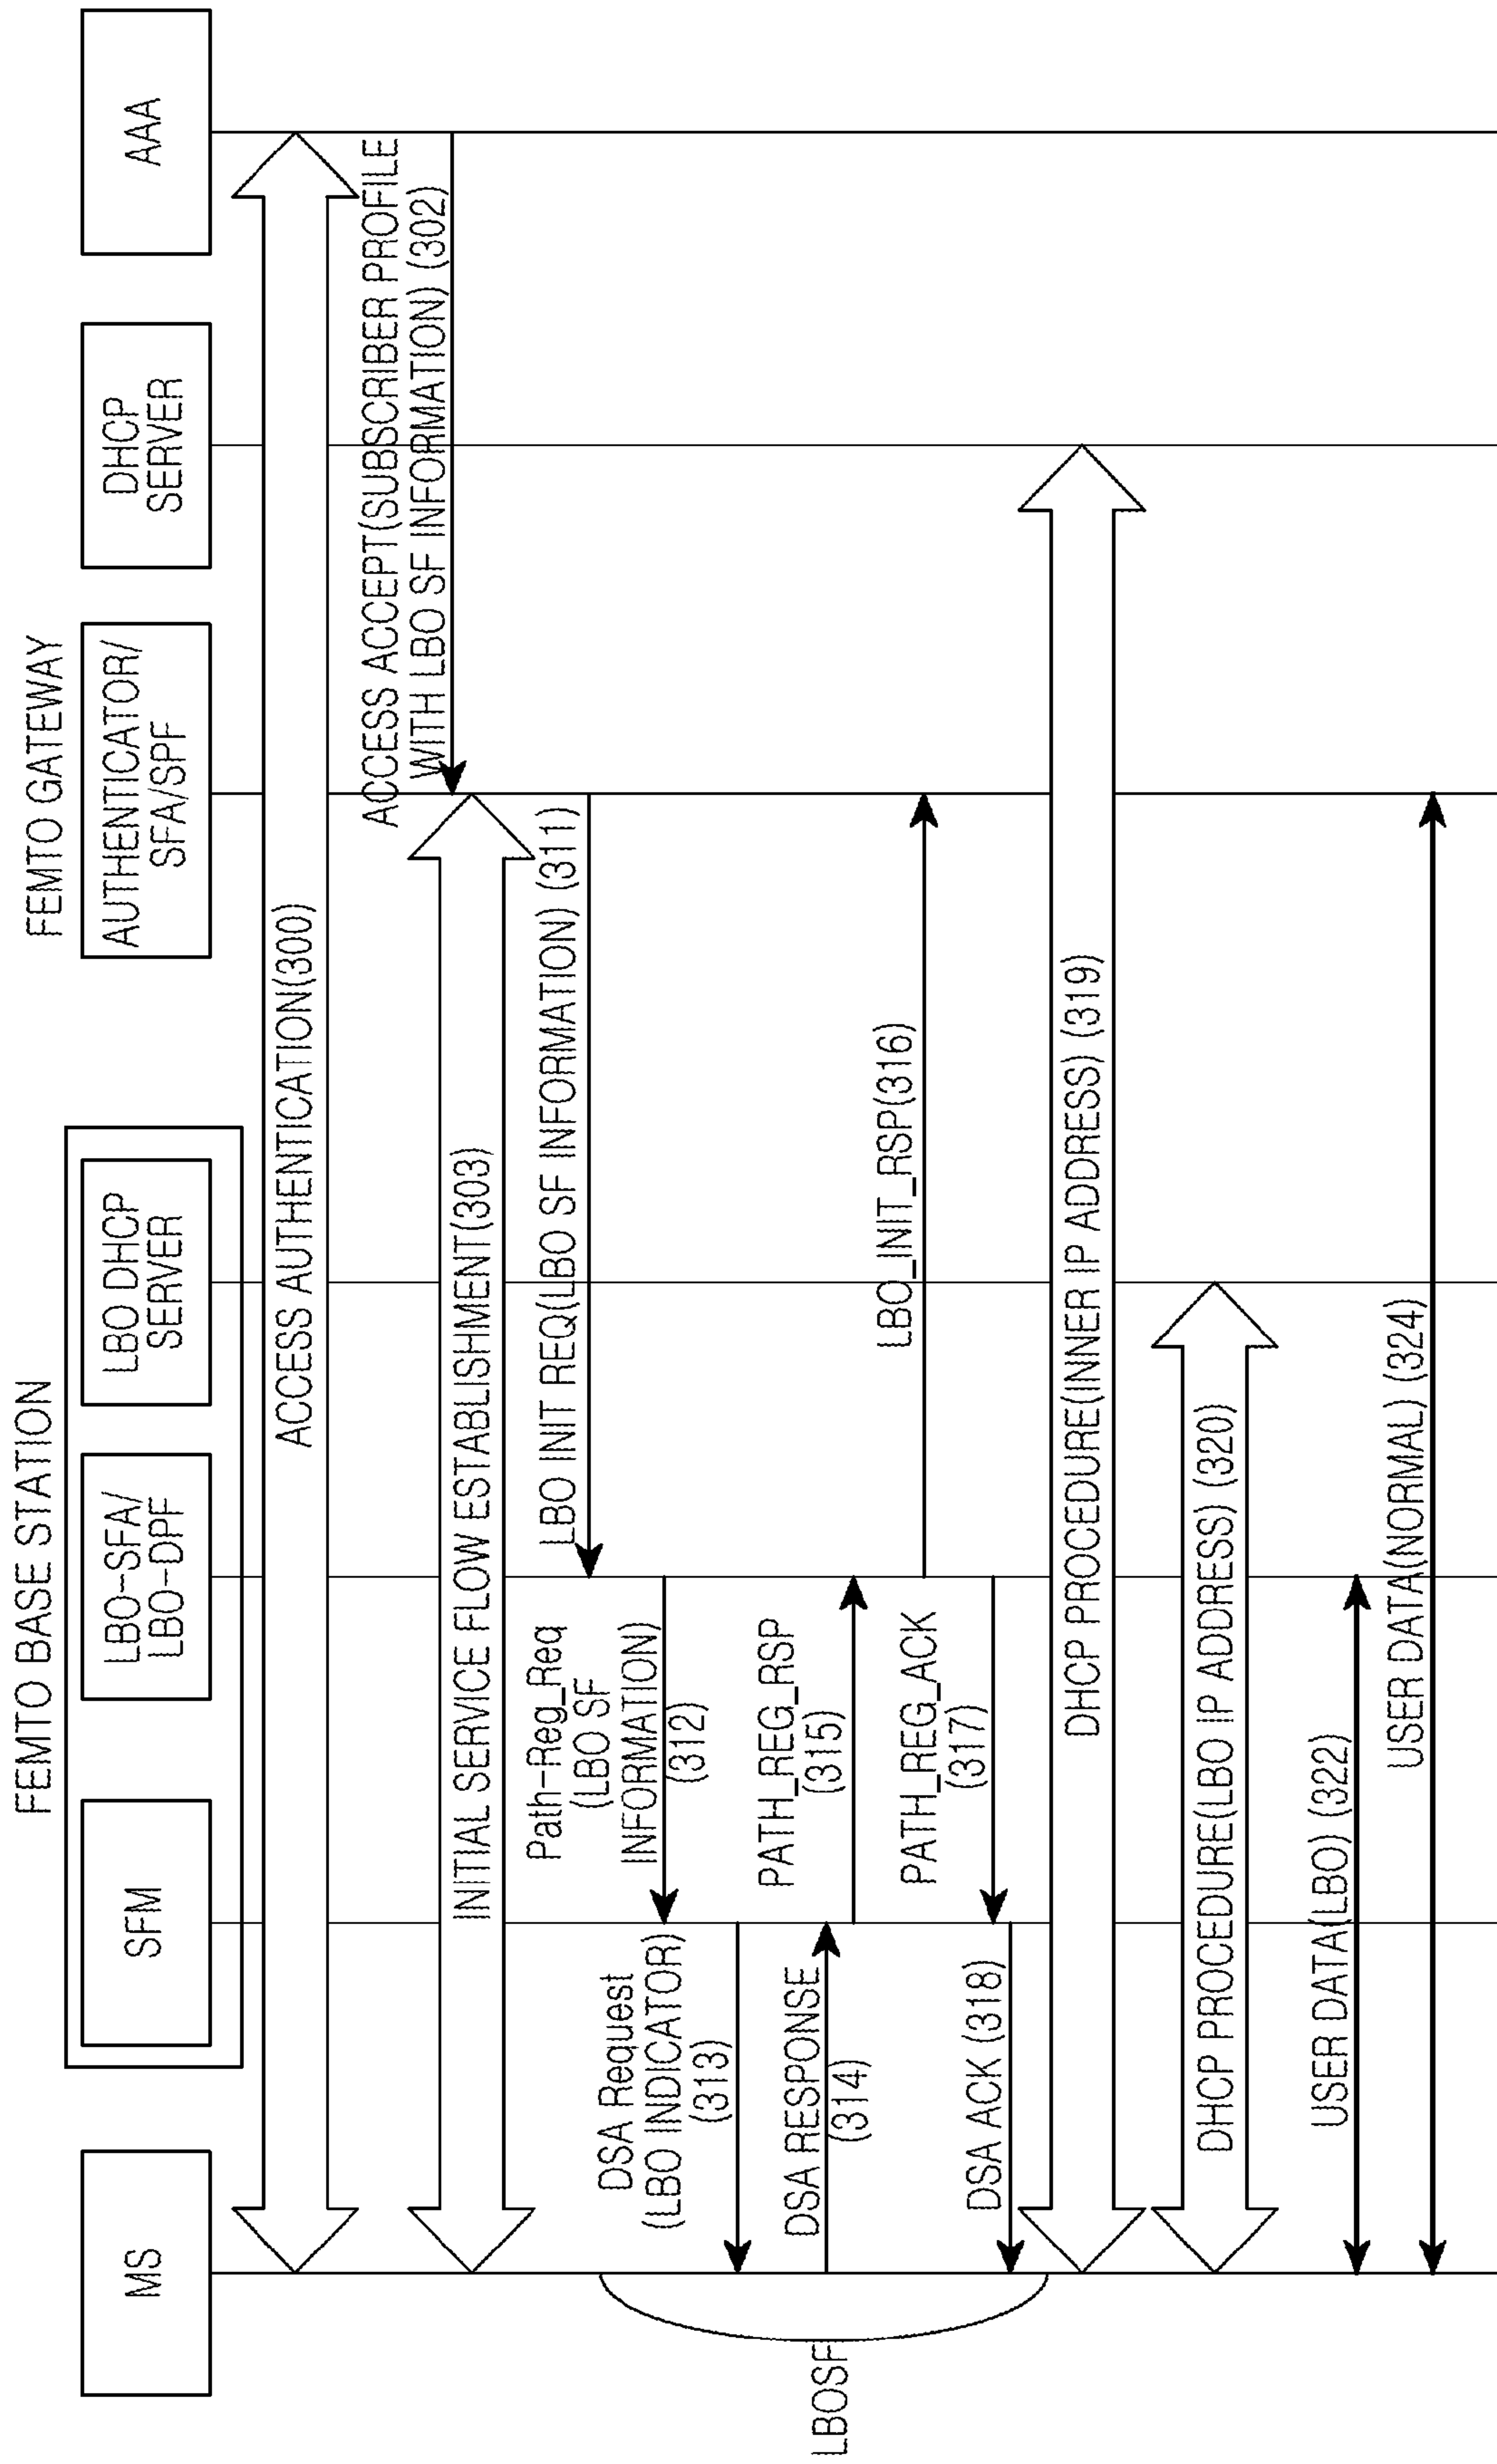 FEMTO BASE STATION
FEMTO GATEWAY
MS
SFM
LBO-SFA/
LBO-DPF
LBO DHCP
SERVER
AUTHENTICATOR/
SFA/SPF
DHCP
SERVER
AAA
ACCESS AUTHENTICATION(300)
ACCESS ACCEPT(SUBSCRIBER PROFILE
WITH LBO SF INFORMATION) (302)
INITIAL SERVICE FLOW ESTABLISHMENT(303)
LBO INIT REQ(LBO SF INFORMATION) (311)
Path-Reg_Req
(LBO SF
INFORMATION)
(312)
DSA Request
(LBO INDICATOR)
(313)
DSA RESPONSE
(314)
PATH_REG_RSP
(315)
LBO_INIT_RSP(316)
PATH_REG_ACK
(317)
DSA ACK (318)
LBOSF
DHCP PROCEDURE(INNER IP ADDRESS) (319)
DHCP PROCEDURE(LBO IP ADDRESS) (320)
USER DATA(LBO) (322)
USER DATA(NORMAL) (324)